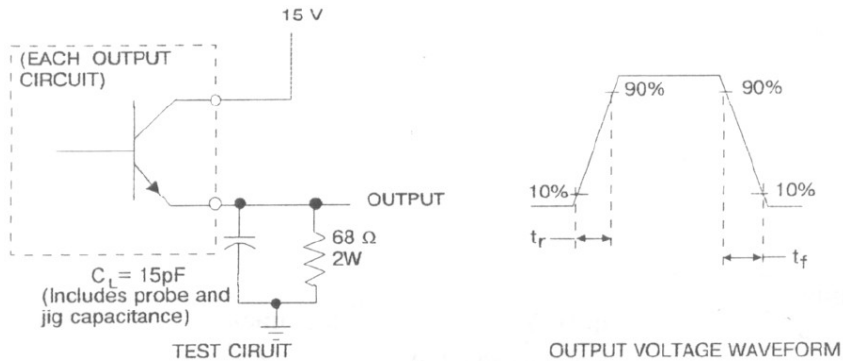 15 V
(EACH OUTPUT
CIRCUIT)
OUTPUT
68 Ω
2W
C_L = 15pF
(Includes probe and
jig capacitance)
TEST CIRUIT
90%
90%
10%
10%
t_r
t_f
OUTPUT VOLTAGE WAVEFORM